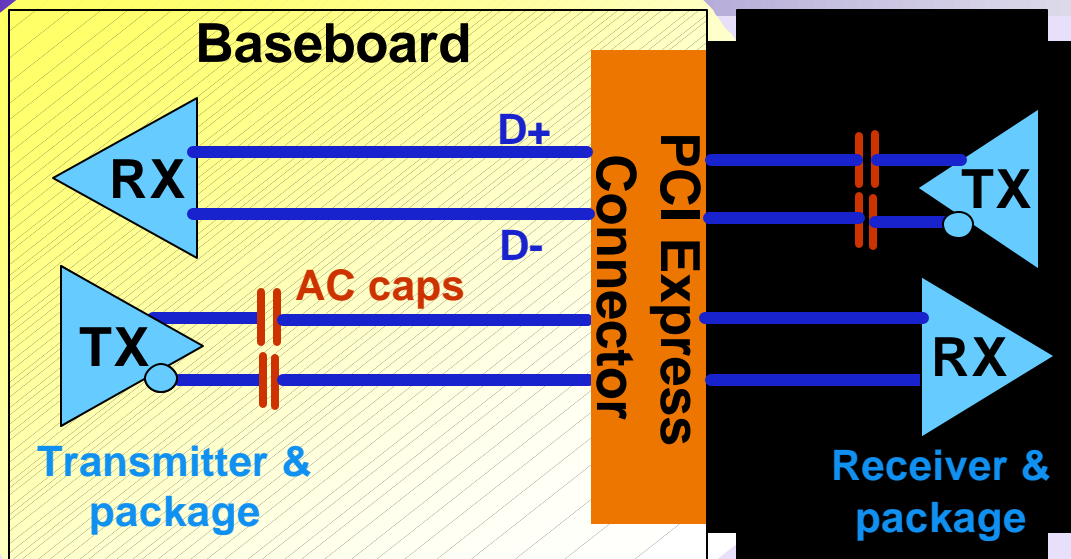 Baseboard
D+
RX
D-
PCI Express
Connector
TX
AC caps
TX
RX
Transmitter &
package
Receiver &
package